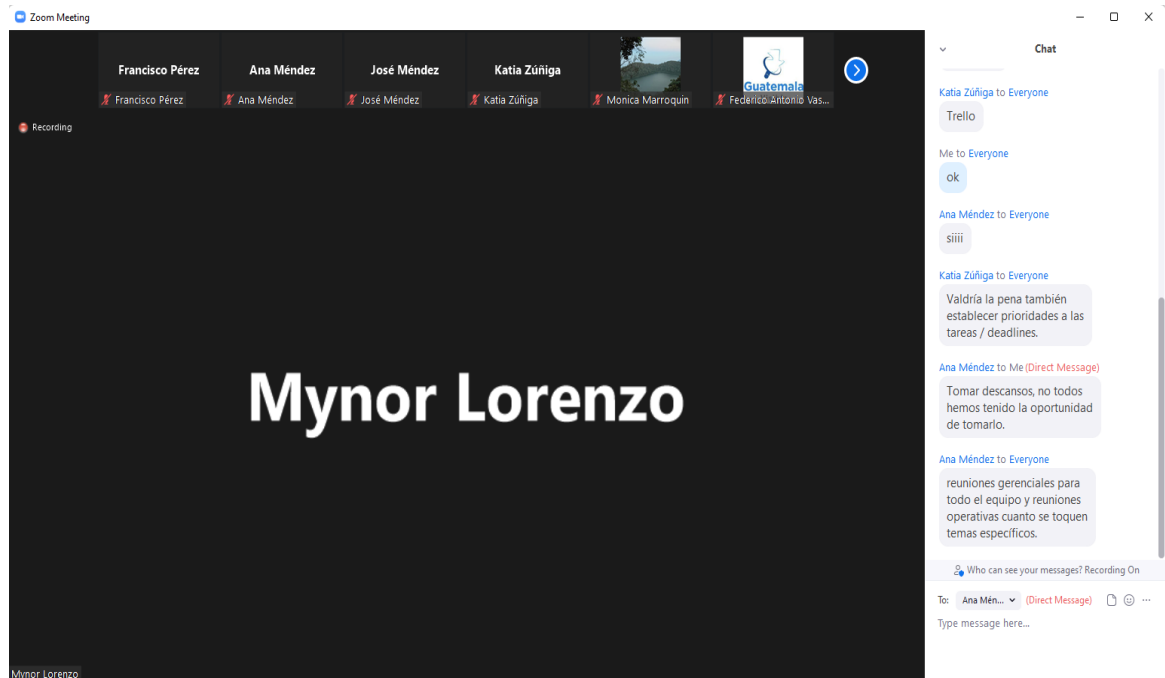 Zoom Meeting
Francisco Pérez
Ana Méndez
José Méndez
Katia Zúñiga
Guatemala
Francisco Pérez
Ana Méndez
José Méndez
Katia Zúñiga
Monica Marroquin
Federico Antonio Vas...
Recording
Mynor Lorenzo
Mynor Lorenzo
Chat
Katia Zúñiga to Everyone
Trello
Me to Everyone
ok
Ana Méndez to Everyone
siiii
Katia Zúñiga to Everyone
Valdría la pena también
establecer prioridades a las
tareas / deadlines.
Ana Méndez to Me (Direct Message)
Tomar descansos, no todos
hemos tenido la oportunidad
de tomarlo.
Ana Méndez to Everyone
reuniones gerenciales para
todo el equipo y reuniones
operativas cuanto se toquen
temas específicos.
Who can see your messages? Recording On
To: Ana Mén... (Direct Message)
Type message here...